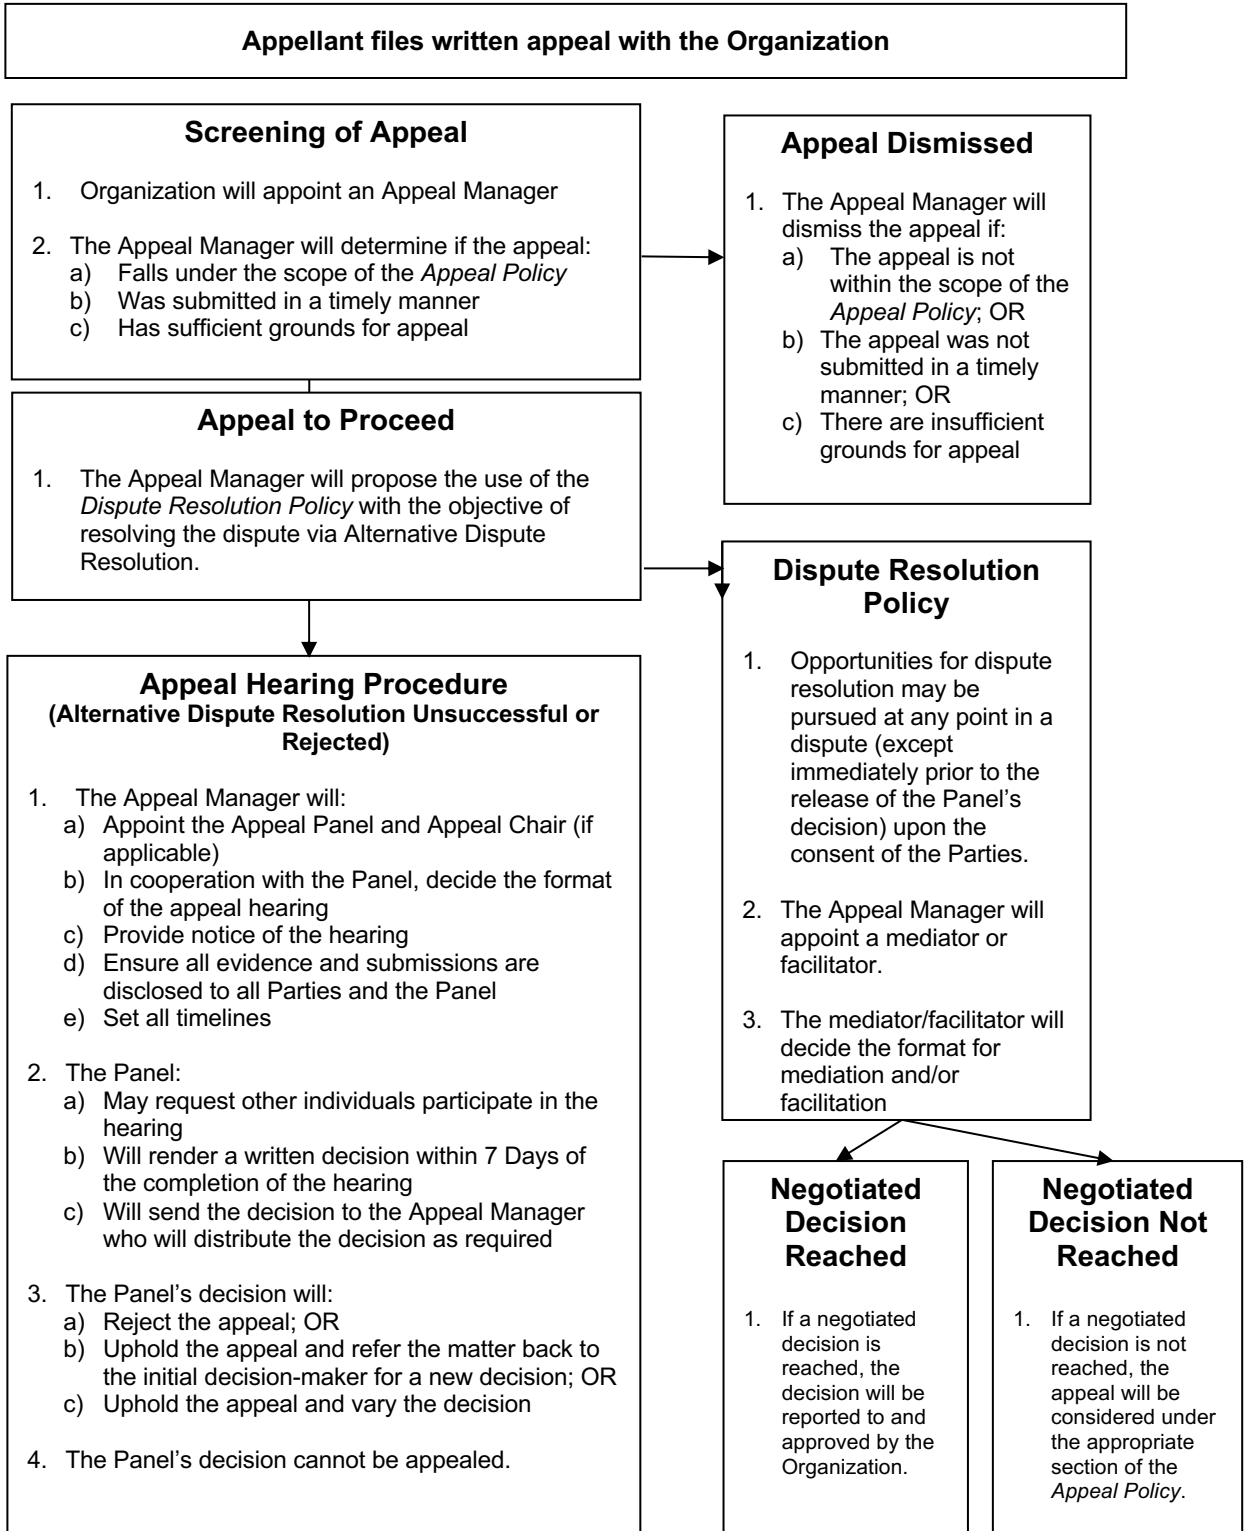 Appellant files written appeal with the Organization
Screening of Appeal
1. Organization will appoint an Appeal Manager
2. The Appeal Manager will determine if the appeal:
a) Falls under the scope of the Appeal Policy
b) Was submitted in a timely manner
c) Has sufficient grounds for appeal
Appeal Dismissed
1. The Appeal Manager will
dismiss the appeal if:
a) The appeal is not
within the scope of the
Appeal Policy; OR
b) The appeal was not
submitted in a timely
manner; OR
c) There are insufficient
grounds for appeal
Appeal to Proceed
1. The Appeal Manager will propose the use of the
Dispute Resolution Policy with the objective of
resolving the dispute via Alternative Dispute
Resolution.
Dispute Resolution
Policy
1. Opportunities for dispute
resolution may be
pursued at any point in a
dispute (except
immediately prior to the
release of the Panel’s
decision) upon the
consent of the Parties.
2. The Appeal Manager will
appoint a mediator or
facilitator.
3. The mediator/facilitator will
decide the format for
mediation and/or
facilitation
Appeal Hearing Procedure
(Alternative Dispute Resolution Unsuccessful or
Rejected)
1. The Appeal Manager will:
a) Appoint the Appeal Panel and Appeal Chair (if
applicable)
b) In cooperation with the Panel, decide the format
of the appeal hearing
c) Provide notice of the hearing
d) Ensure all evidence and submissions are
disclosed to all Parties and the Panel
e) Set all timelines
2. The Panel:
a) May request other individuals participate in the
hearing
b) Will render a written decision within 7 Days of
the completion of the hearing
c) Will send the decision to the Appeal Manager
who will distribute the decision as required
3. The Panel’s decision will:
a) Reject the appeal; OR
b) Uphold the appeal and refer the matter back to
the initial decision-maker for a new decision; OR
c) Uphold the appeal and vary the decision
4. The Panel’s decision cannot be appealed.
Negotiated
Decision
Reached
1. If a negotiated
decision is
reached, the
decision will be
reported to and
approved by the
Organization.
Negotiated
Decision Not
Reached
1. If a negotiated
decision is not
reached, the
appeal will be
considered under
the appropriate
section of the
Appeal Policy.